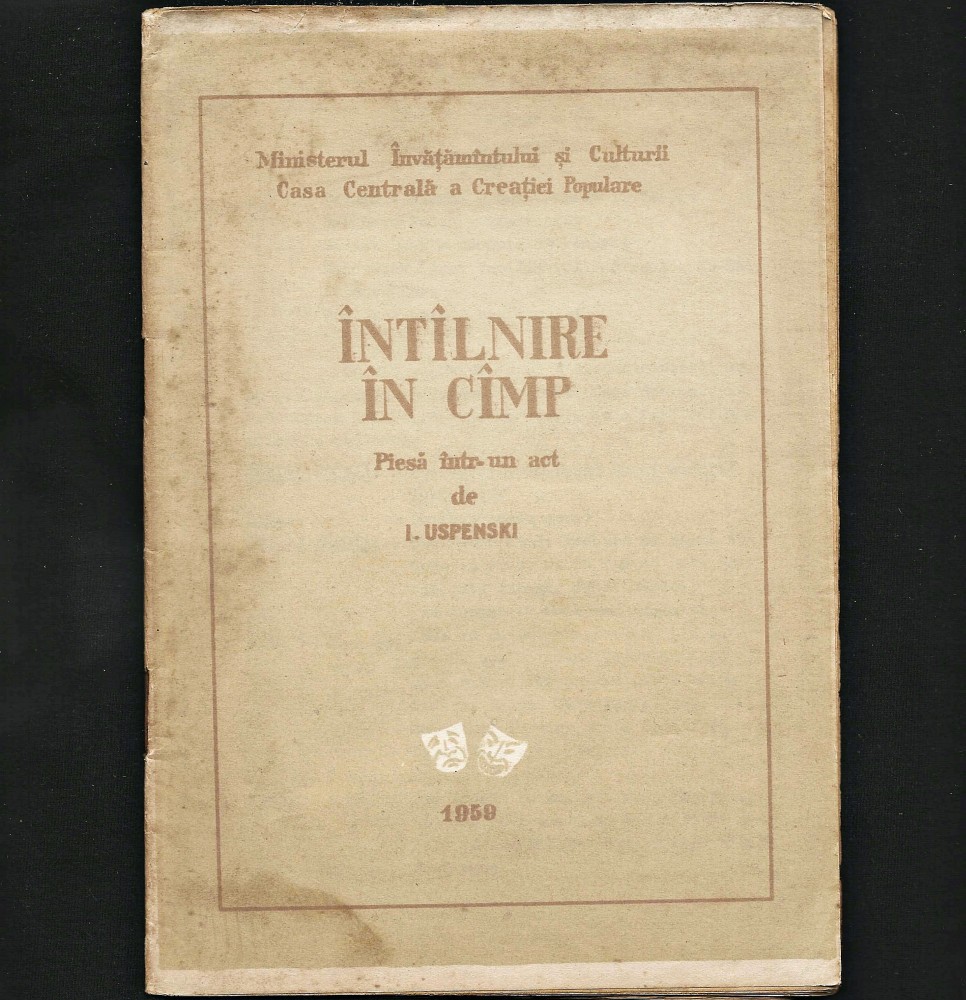 Ministerul Învățămîntului și Culturii
Casa Centrală a Creației Populare
ÎNTÎLNIRE
ÎN CÎMP
Piesă într-un act
de
I. USPENSKI
1959